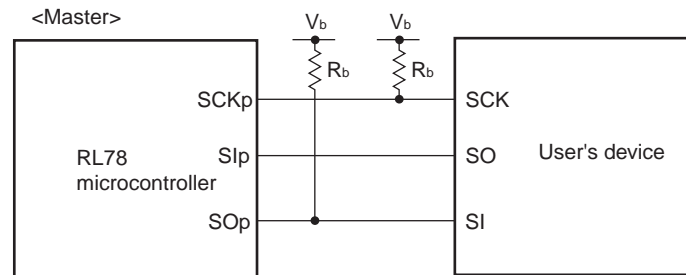 <Master>
Vb Vb
Rb Rb
SCKp SCK
RL78
microcontroller
SIp SO
User's device
SOp SI